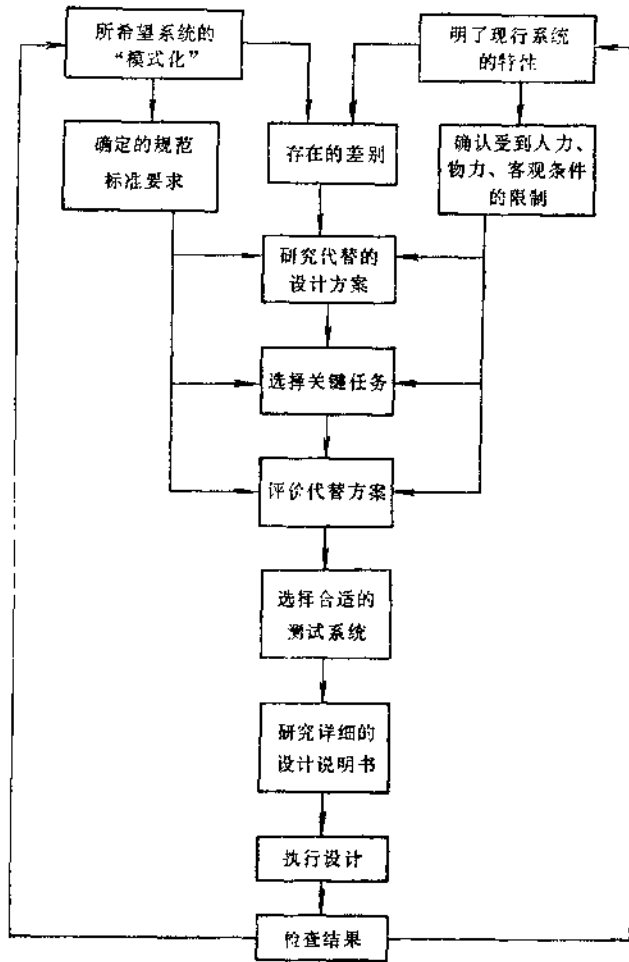 所希望系统的
“模式化”
明了现行系统
的特性
确定的规范
标准要求
存在的差别
确认受到人力、
物力、客观条件
的限制
研究代替的
设计方案
选择关键任务
评价代替方案
选择合适的
测试系统
研究详细的
设计说明书
执行设计
检查结果